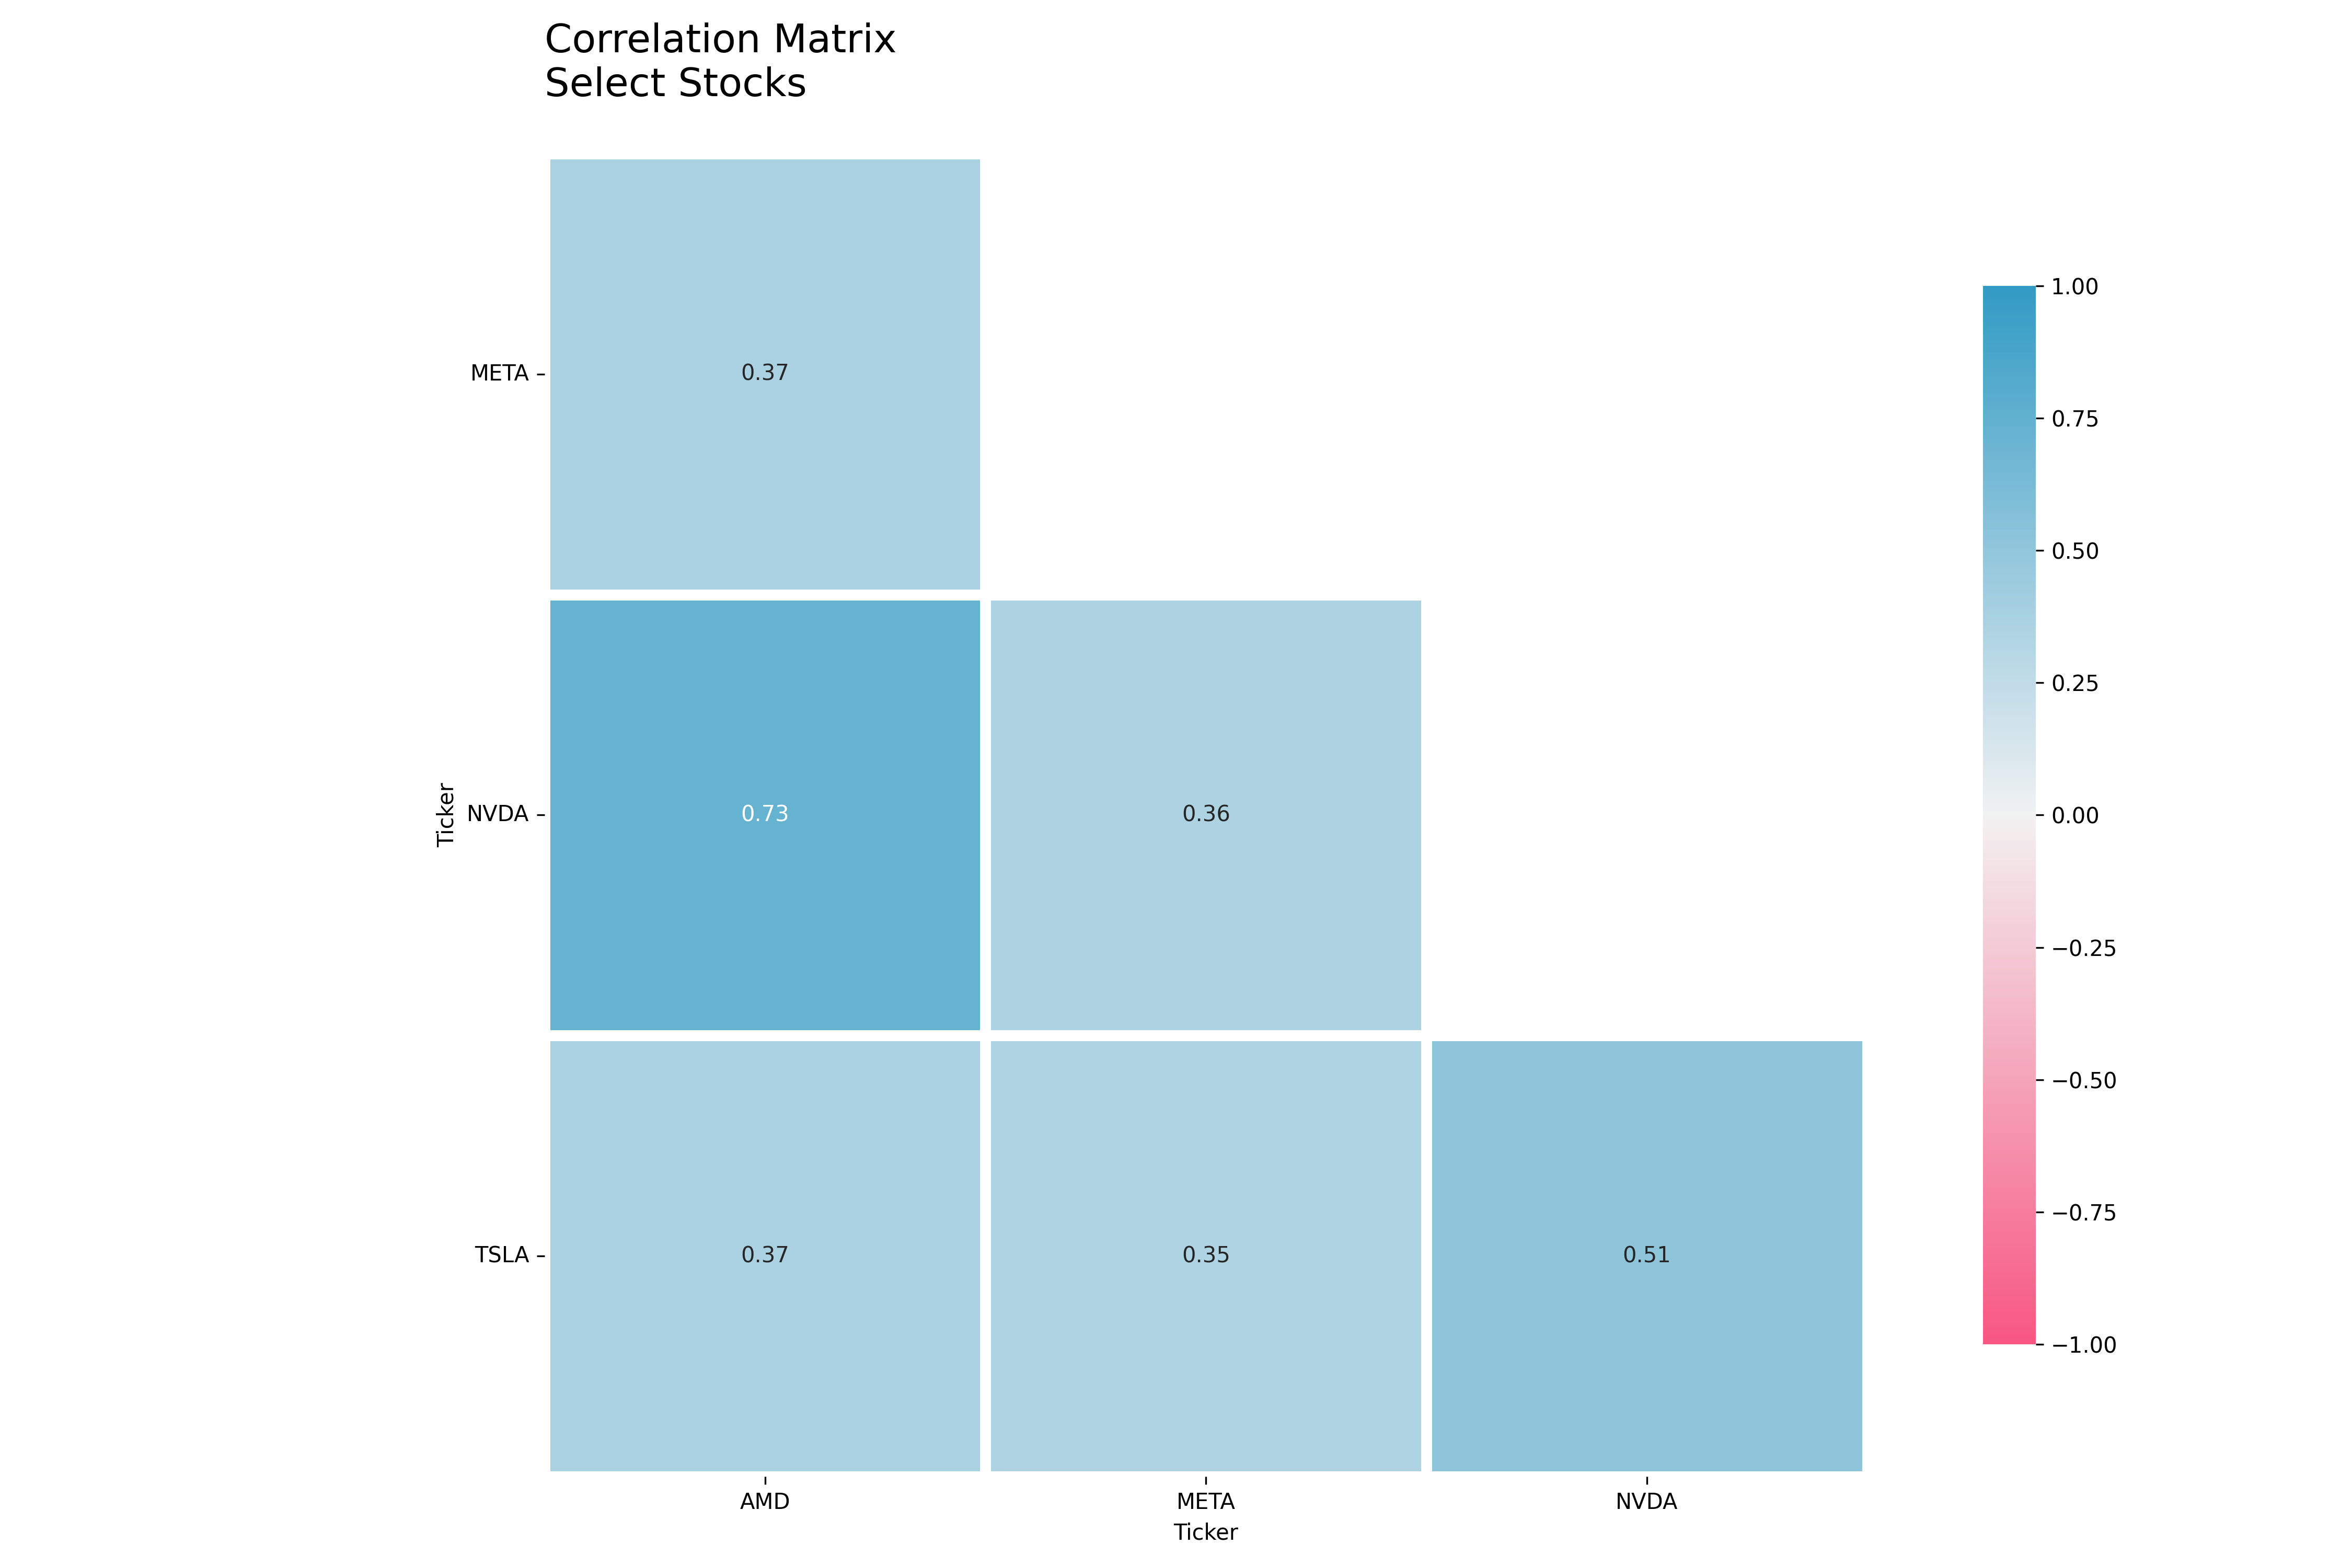 Correlation Matrix
Select Stocks
META
0.37
Ticker
NVDA
0.73
0.36
TSLA
0.37
0.35
0.51
AMD
META
NVDA
Ticker
1.00
0.75
0.50
0.25
0.00
−0.25
−0.50
−0.75
−1.00